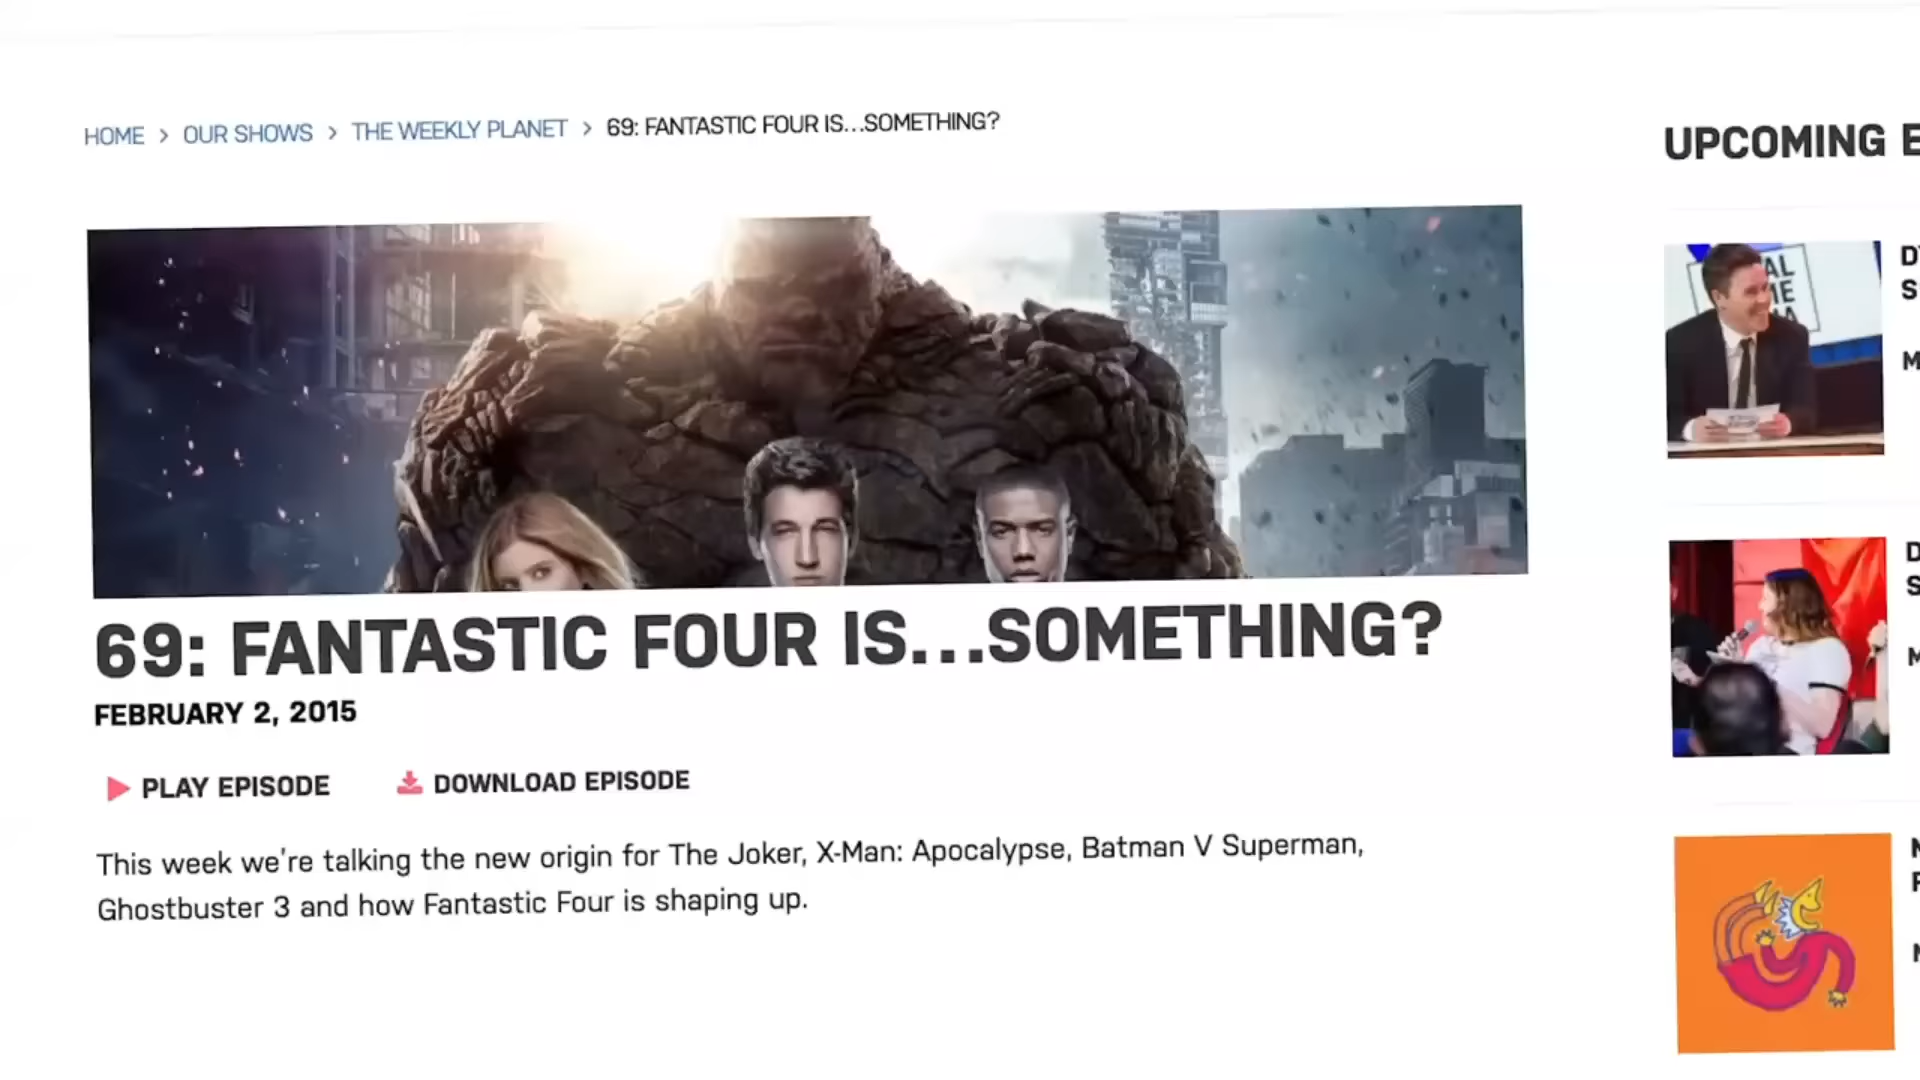 HOME > OUR SHOWS > THE WEEKLY PLANET > 69: FANTASTIC FOUR IS...SOMETHING?
69: FANTASTIC FOUR IS...SOMETHING?
FEBRUARY 2, 2015
PLAY EPISODE
DOWNLOAD EPISODE
This week we're talking the new origin for The Joker, X-Man: Apocalypse, Batman V Superman,
Ghostbuster 3 and how Fantastic Four is shaping up.
UPCOMING